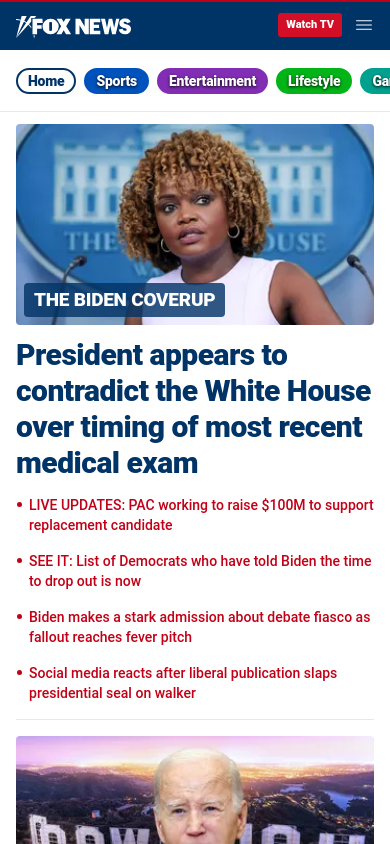 FOX NEWS
Watch TV
Home
Sports
Entertainment
Lifestyle
THE
HOUSE
THE BIDEN COVERUP
President appears to
contradict the White House
over timing of most recent
medical exam
• LIVE UPDATES: PAC working to raise $100M to support
replacement candidate
• SEE IT: List of Democrats who have told Biden the time
to drop out is now
• Biden makes a stark admission about debate fiasco as
fallout reaches fever pitch
• Social media reacts after liberal publication slaps
presidential seal on walker